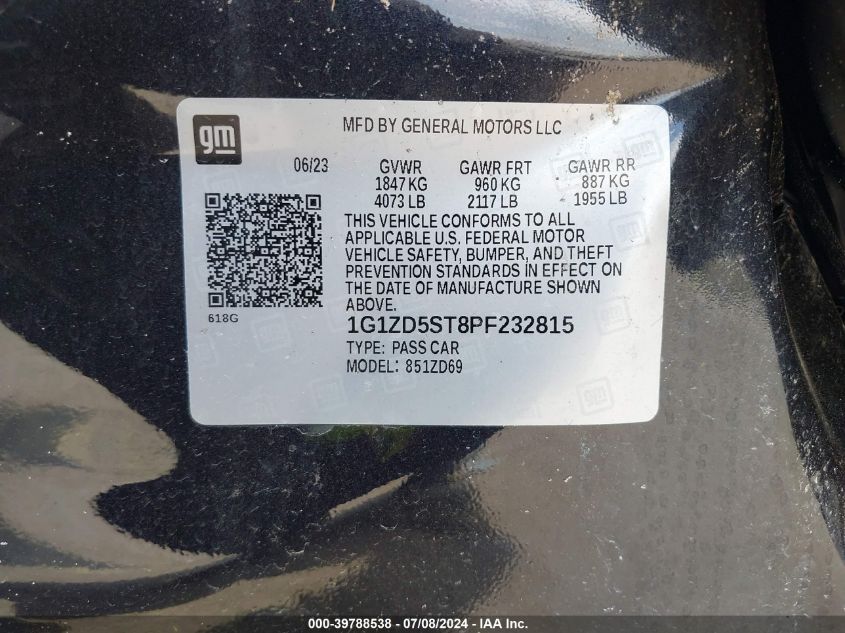 gm
MFD BY GENERAL MOTORS LLC
06/23 GVWR GAWR FRT GAWR RR
1847 KG 960 KG 887 KG
4073 LB 2117 LB 1955 LB
THIS VEHICLE CONFORMS TO ALL
APPLICABLE U.S. FEDERAL MOTOR
VEHICLE SAFETY, BUMPER, AND THEFT
PREVENTION STANDARDS IN EFFECT ON
THE DATE OF MANUFACTURE SHOWN
ABOVE.
618G
1G1ZD5ST8PF232815
TYPE: PASS CAR
MODEL: 851ZD69
000-39788538 - 07/08/2024 - IAA Inc.